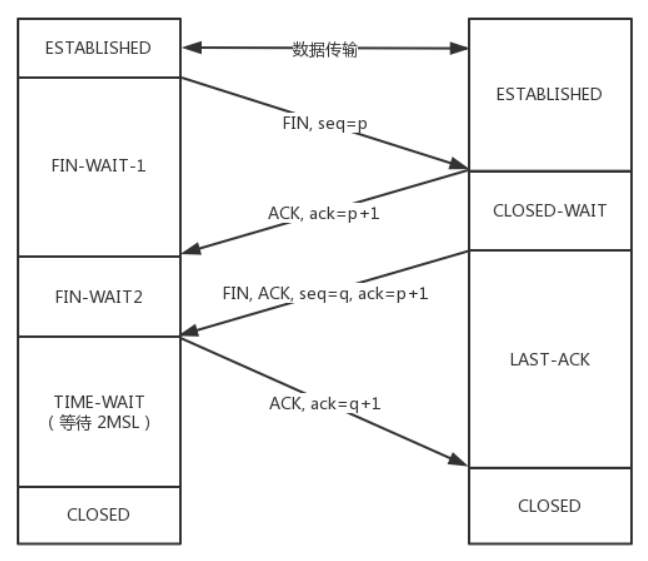 ESTABLISHED
数据传输
ESTABLISHED
FIN, seq=p
FIN-WAIT-1
ACK, ack=p+1
CLOSED-WAIT
FIN-WAIT2
FIN, ACK, seq=q, ack=p+1
LAST-ACK
TIME-WAIT
（等待 2MSL）
ACK, ack=q+1
CLOSED
CLOSED